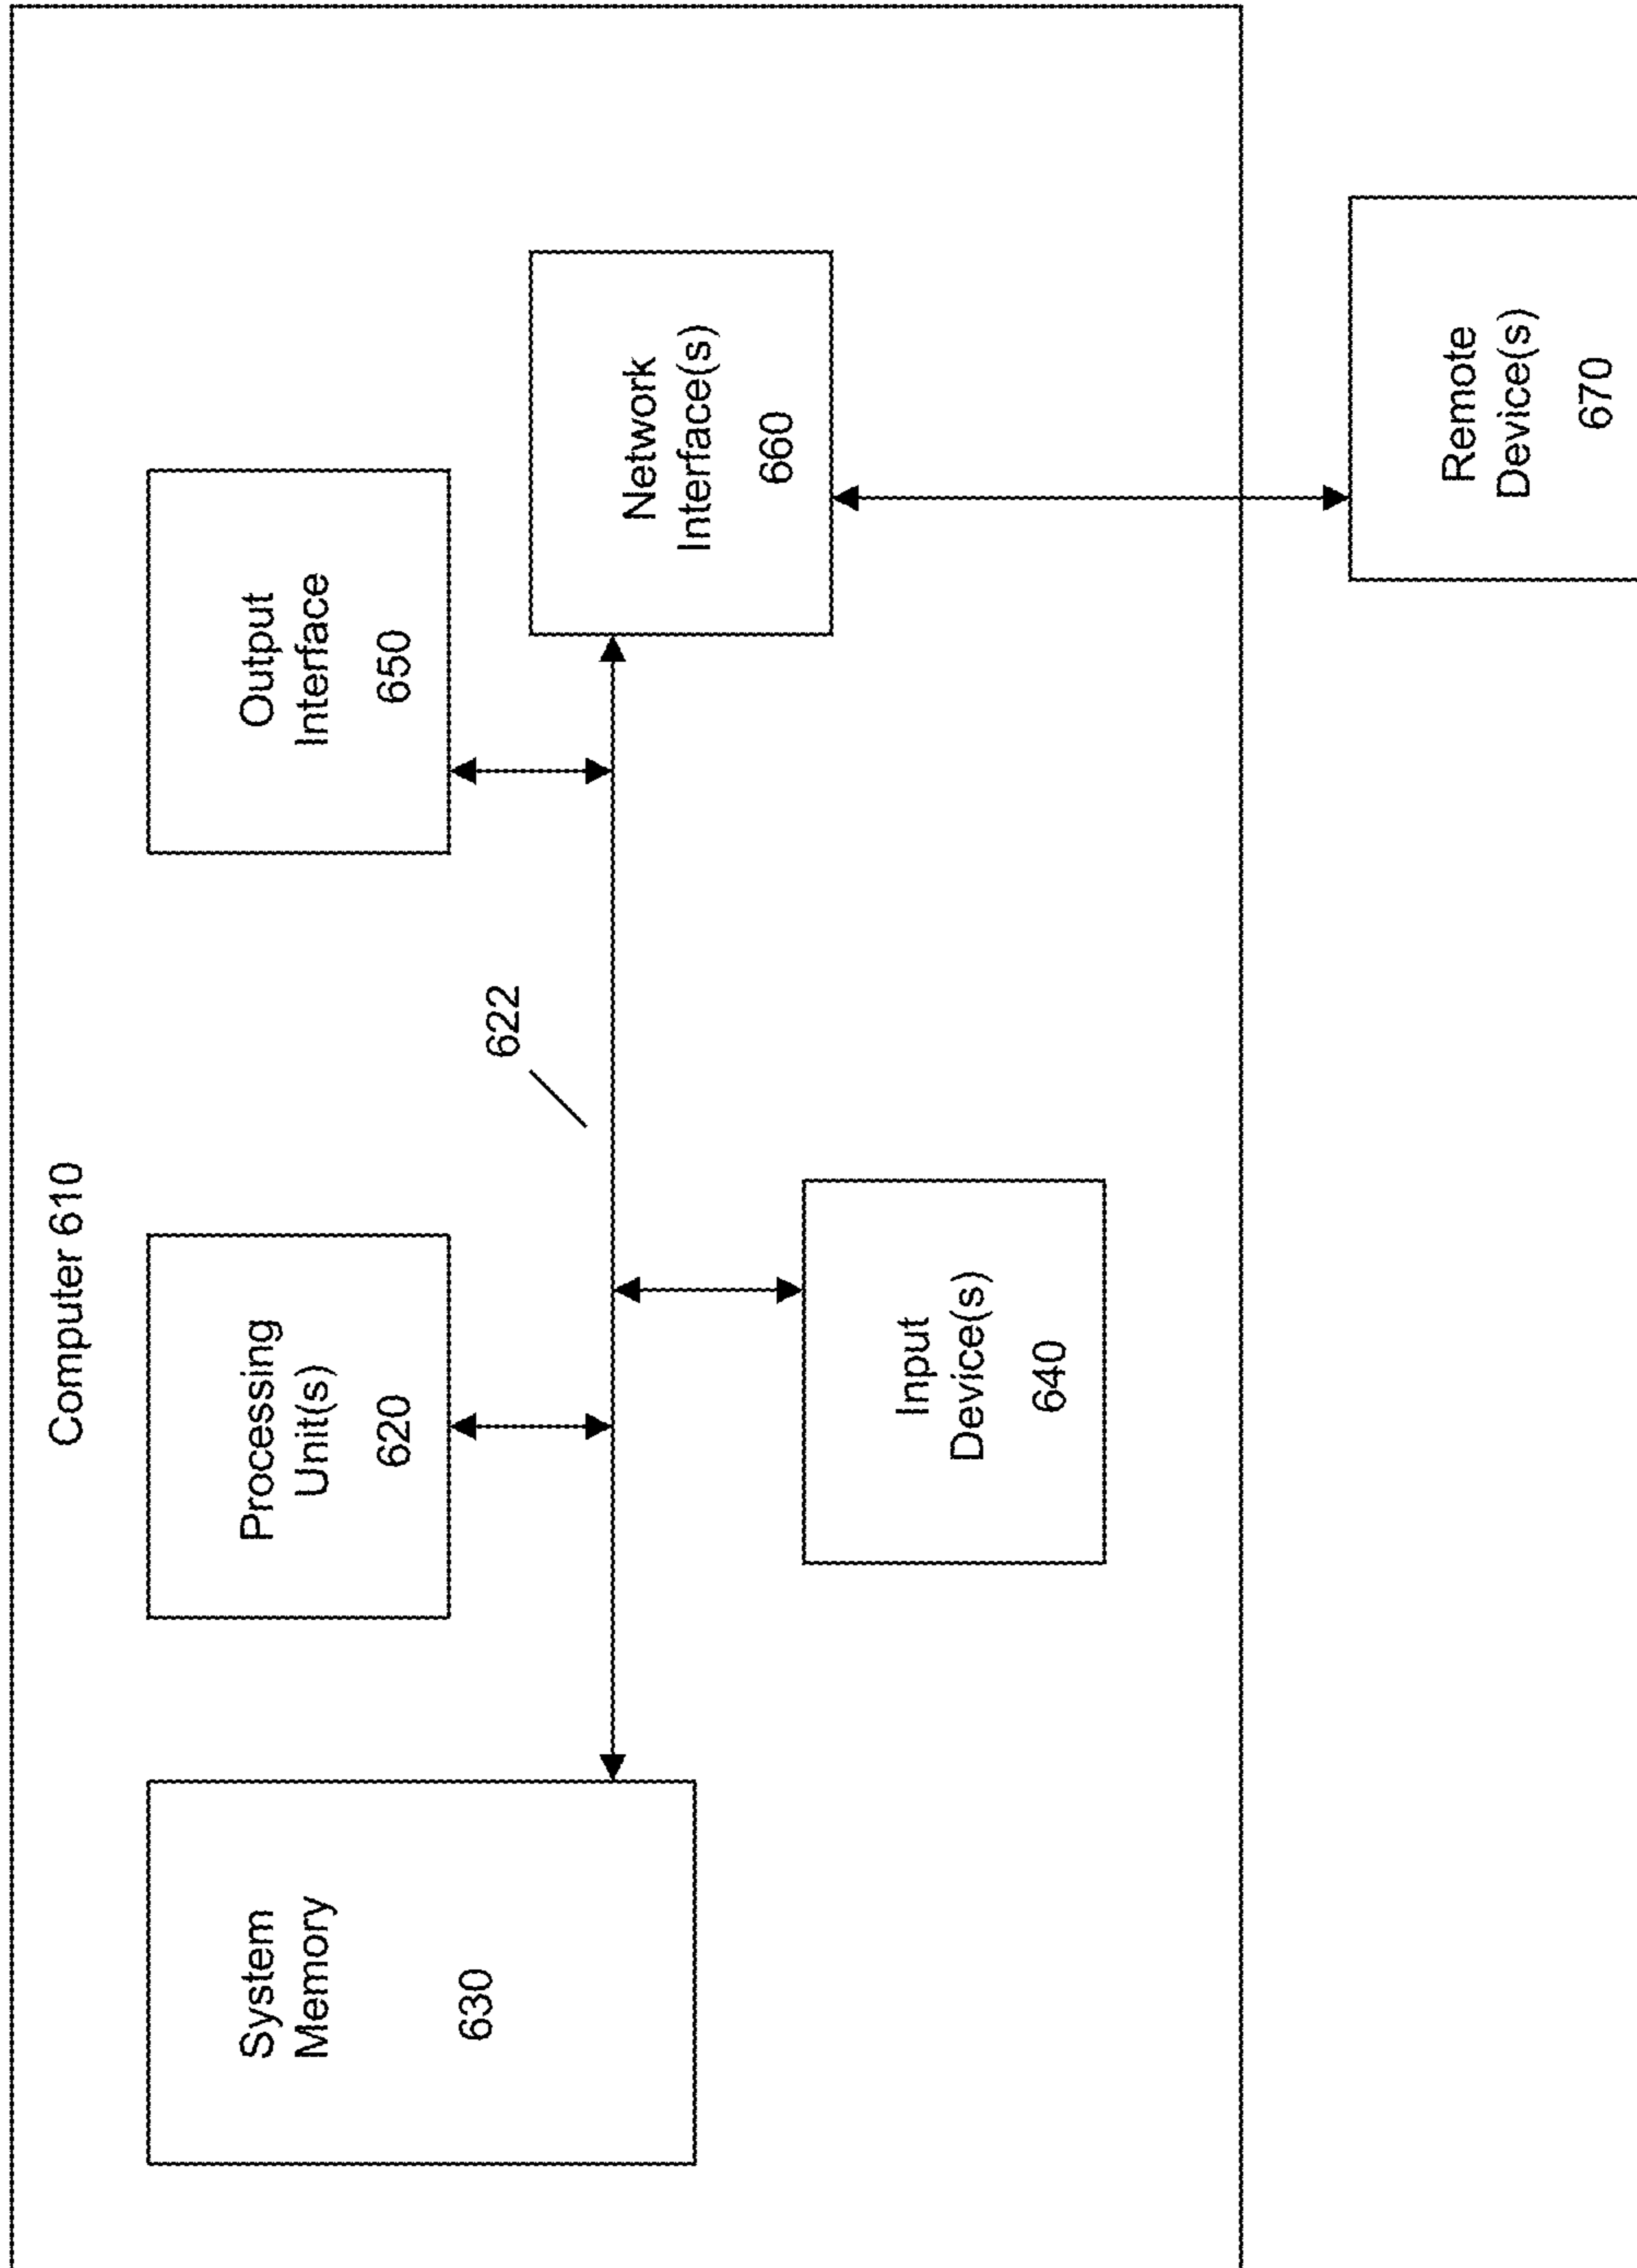 Computer 610
System
Memory
630
Processing
Unit(s)
620
622
Output
Interface
650
Input
Device(s)
640
Network
Interface(s)
660
Remote
Device(s)
670